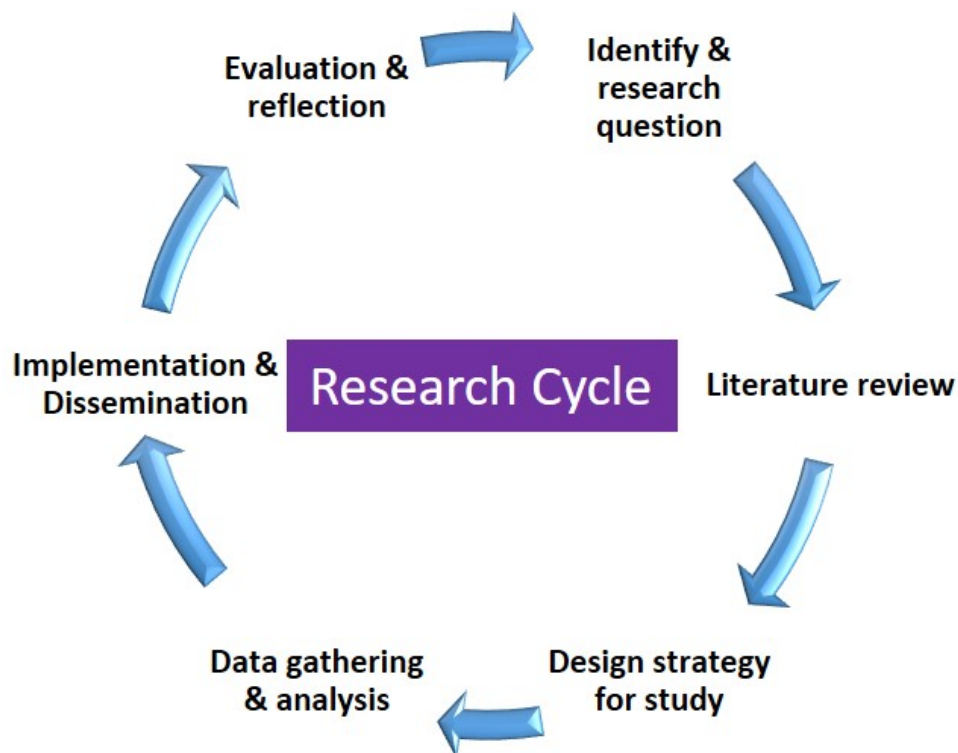 Identify &
research
question
Literature review
Design strategy
for study
Data gathering
& analysis
Implementation &
Dissemination
Evaluation &
reflection
Research Cycle